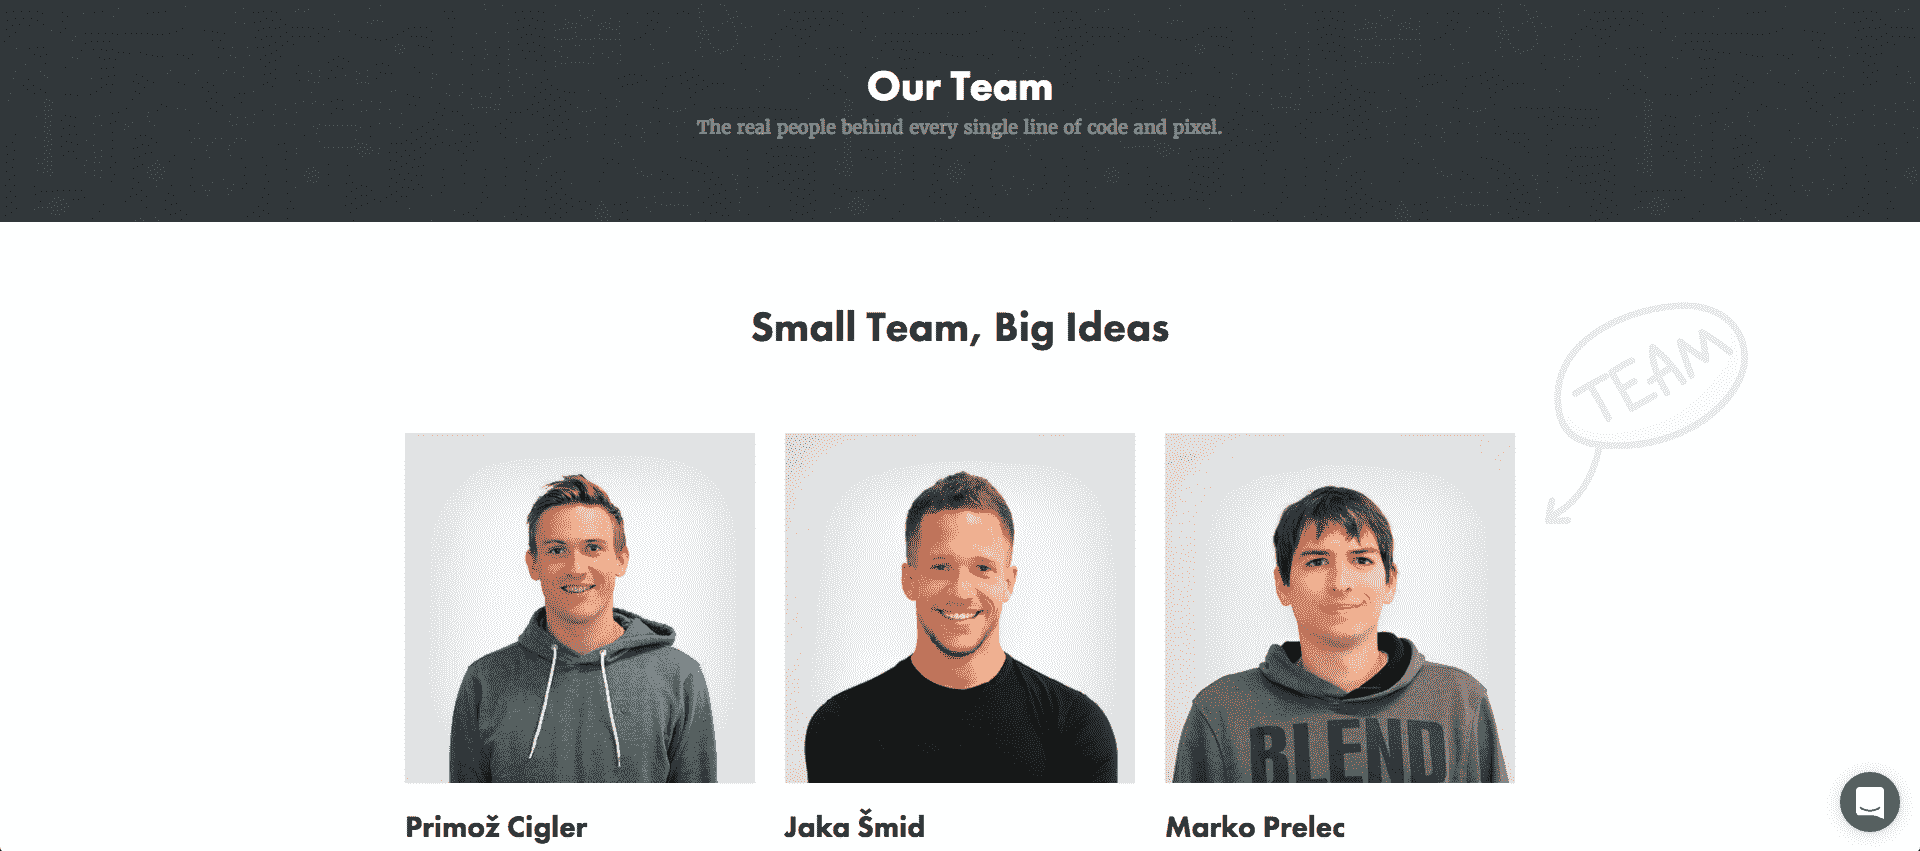 Our Team
The real people behind every single line of code and pixel.
Small Team, Big Ideas
TEAM
BLEND
Primož Cigler
Jaka Šmid
Marko Prelec